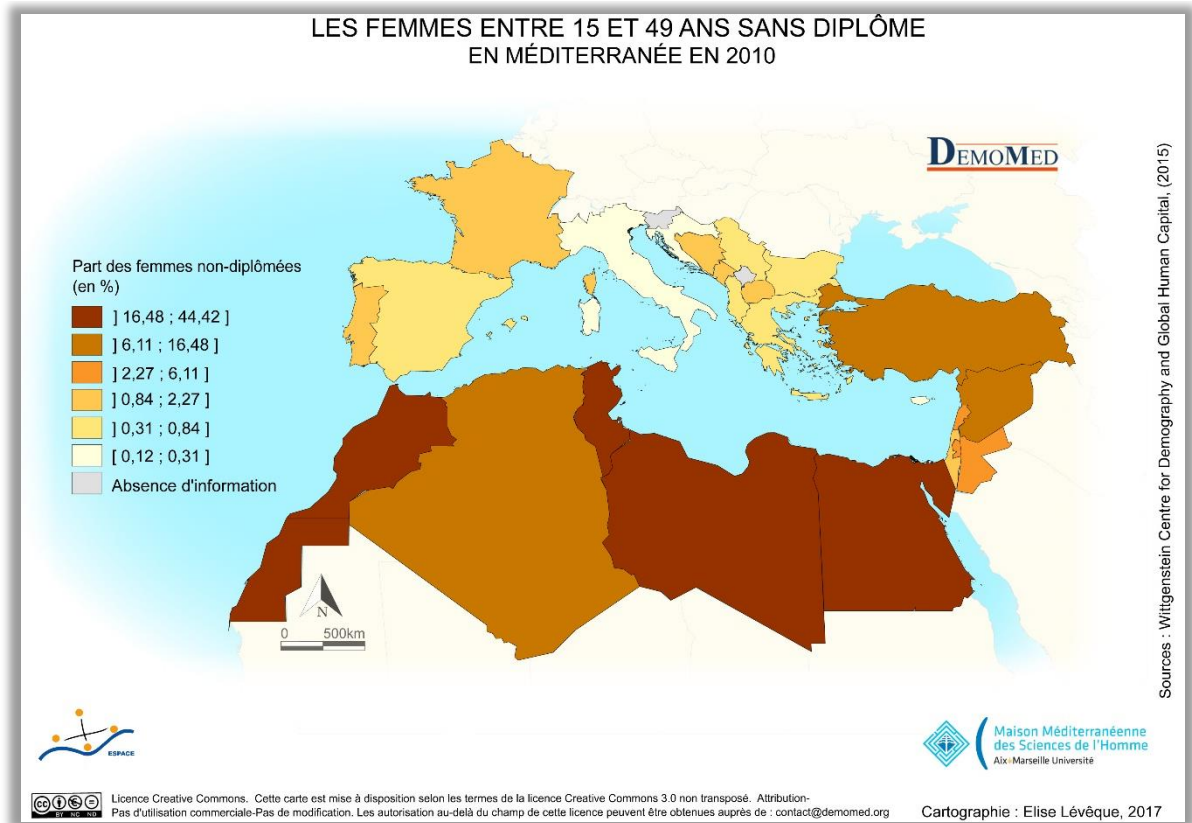 LES FEMMES ENTRE 15 ET 49 ANS SANS DIPLÔME
EN MÉDITERRANÉE EN 2010
DEMOMED
Part des femmes non-diplômées
(en %)
] 16,48 ; 44,42 ]
] 6,11 ; 16,48 ]
] 2,27 ; 6,11 ]
] 0,84 ; 2,27 ]
] 0,31 ; 0,84 ]
[ 0,12 ; 0,31 ]
Absence d'information
N
0 500km
Sources : Wittgenstein Centre for Demography and Global Human Capital, (2015)
ESPACE
Maison Méditerranéenne
des Sciences de l'Homme
Aix*Marseille Université
CC BY NC ND
Licence Creative Commons. Cette carte est mise à disposition selon les termes de la licence Creative Commons 3.0 non transposé. Attribution-
Pas d'utilisation commerciale-Pas de modification. Les autorisation au-delà du champ de cette licence peuvent être obtenues auprès de : contact@demomed.org
Cartographie : Elise Lévêque, 2017